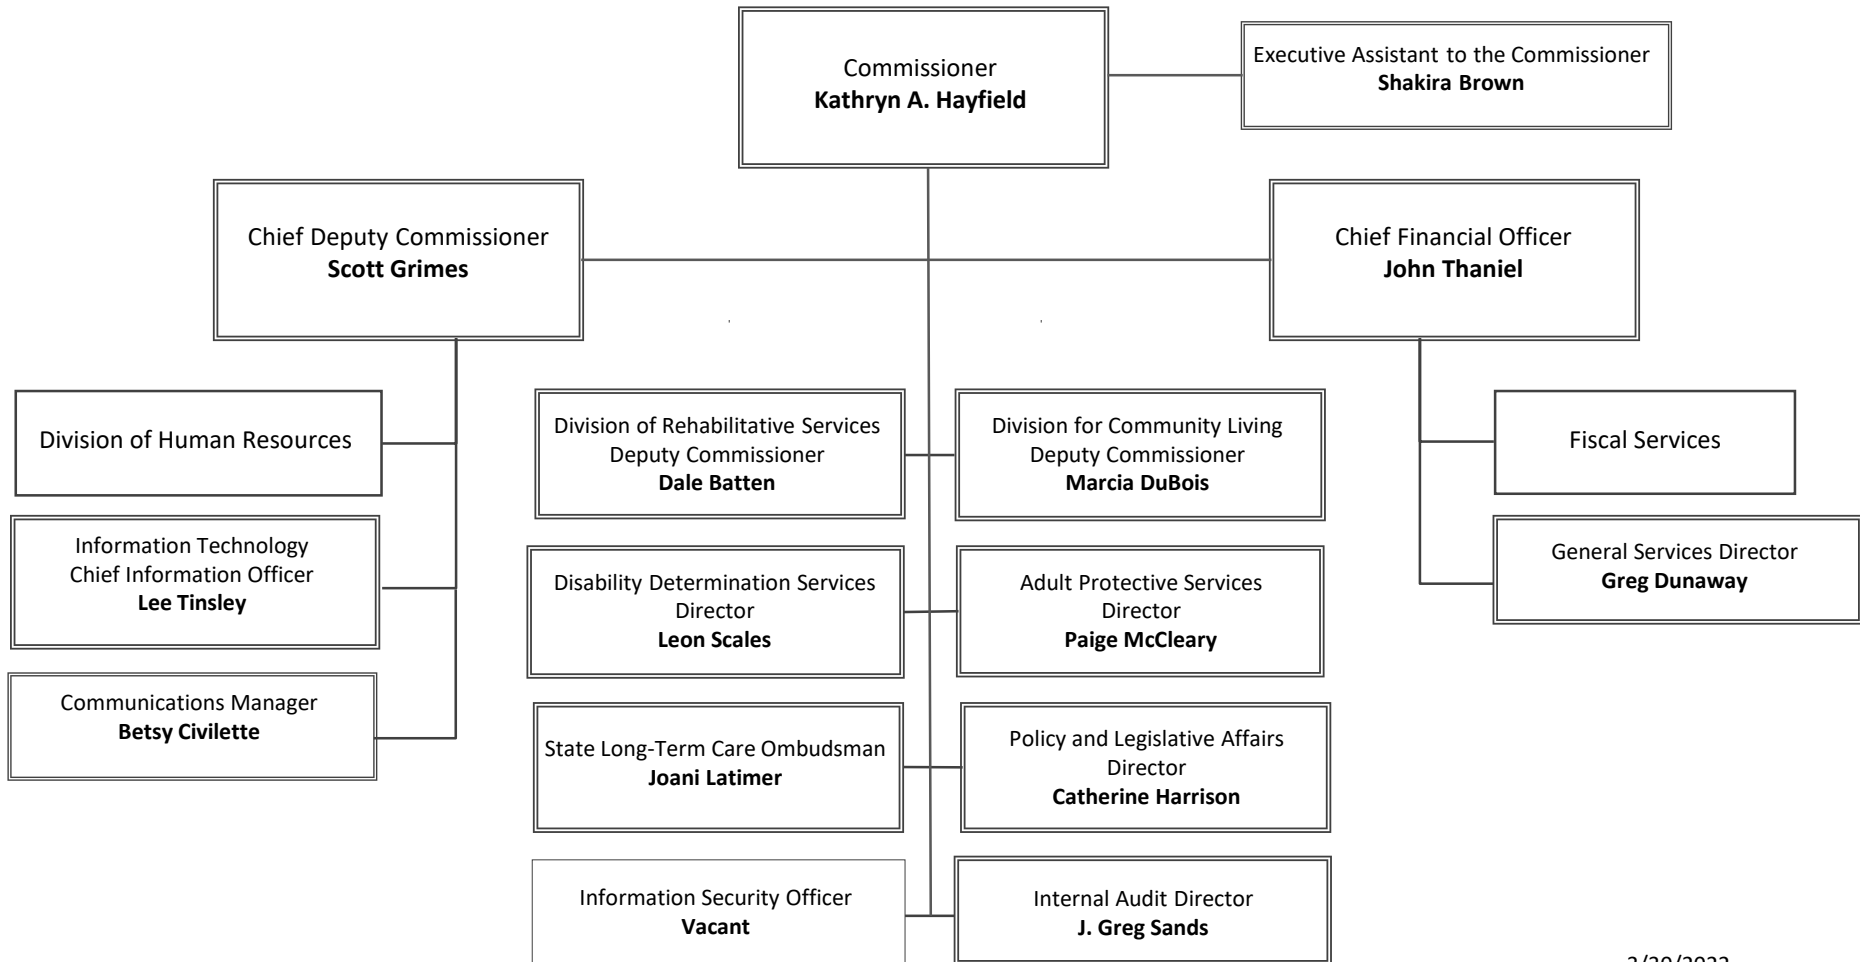 Commissioner
Kathryn A. Hayfield
Executive Assistant to the Commissioner
Shakira Brown
Chief Deputy Commissioner
Scott Grimes
Chief Financial Officer
John Thaniel
Division of Human Resources
Information Technology
Chief Information Officer
Lee Tinsley
Communications Manager
Betsy Civilette
Division of Rehabilitative Services
Deputy Commissioner
Dale Batten
Division for Community Living
Deputy Commissioner
Marcia DuBois
Disability Determination Services
Director
Leon Scales
Adult Protective Services
Director
Paige McCleary
State Long-Term Care Ombudsman
Joani Latimer
Policy and Legislative Affairs
Director
Catherine Harrison
Information Security Officer
Vacant
Internal Audit Director
J. Greg Sands
Fiscal Services
General Services Director
Greg Dunaway